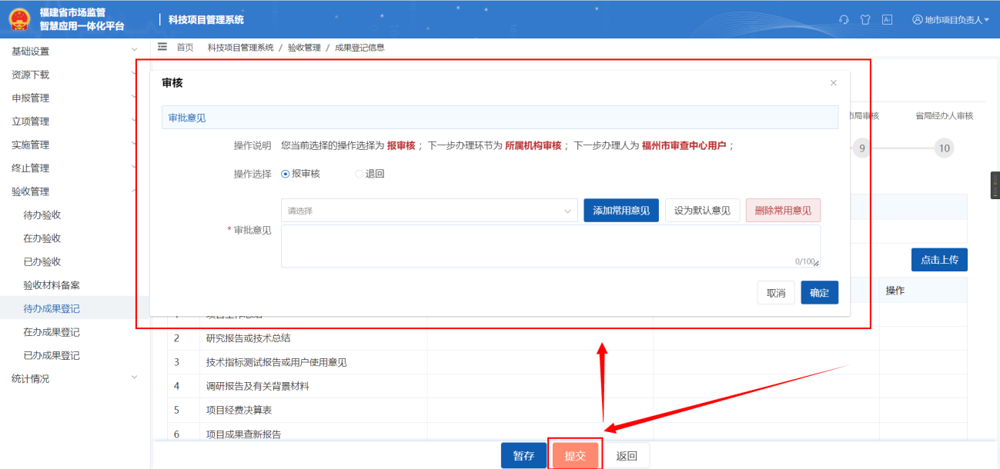 福建省市场监管
智慧应用一体化平台
科技项目管理系统
地市项目负责人
基础设置
资源下载
申报管理
立项管理
实施管理
终止管理
验收管理
待办验收
在办验收
已办验收
验收材料备案
待办成果登记
在办成果登记
已办成果登记
统计情况
首页 科技项目管理系统 / 验收管理 / 成果登记信息
审核
审批意见
操作说明 您当前选择的操作选择为 报审核 ；下一步办理环节为 所属机构审核 ；下一步办理人为 福州市审查中心用户 ；
操作选择 报审核 退回
请选择 添加常用意见 设为默认意见 删除常用意见
* 审批意见
0/100
取消 确定
市局审核 省局经办人审核
9 10
点击上传
操作
1 项目工作总结
2 研究报告或技术总结
3 技术指标测试报告或用户使用意见
4 调研报告及有关背景材料
5 项目经费决算表
6 项目成果查新报告
暂存 提交 返回